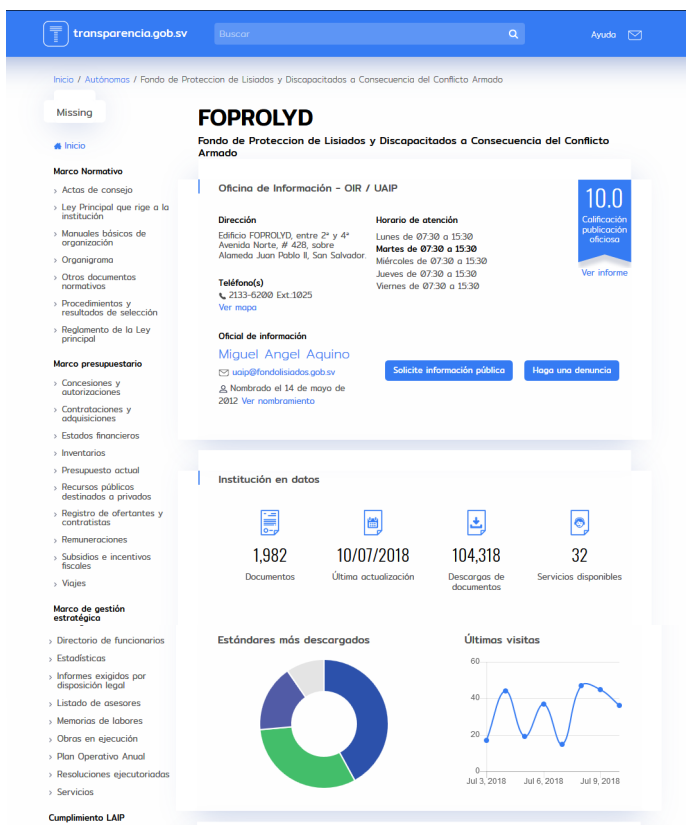 transparencia.gob.sv
Buscar
Ayuda
Inicio / Autónomas / Fondo de Proteccion de Lisiados y Discapacitados a Consecuencia del Conflicto Armado
Missing
Inicio
Marco Normativo
› Actas de consejo
› Ley Principal que rige a la
institución
› Manuales básicos de
organización
› Organigrama
› Otros documentos
normativos
› Procedimientos y
resultados de selección
› Reglamento de la Ley
principal
Marco presupuestario
› Concesiones y
autorizaciones
› Contrataciones y
adquisiciones
› Estados financieros
› Inventarios
› Presupuesto actual
› Recursos públicos
destinados a privados
› Registro de ofertantes y
contratistas
› Remuneraciones
› Subsidios e incentivos
fiscales
› Viajes
Marco de gestión
estratégica
› Directorio de funcionarios
› Estadísticas
› Informes exigidos por
disposición legal
› Listado de asesores
› Memorias de labores
› Obras en ejecución
› Plan Operativo Anual
› Resoluciones ejecutoriadas
› Servicios
Cumplimiento LAIP
FOPROLYD
Fondo de Proteccion de Lisiados y Discapacitados a Consecuencia del Conflicto
Armado
Oficina de Información - OIR / UAIP
Dirección
Edificio FOPROLYD, entre 2ª y 4ª
Avenida Norte, # 428, sobre
Alameda Juan Pablo II, San Salvador.
Teléfono(s)
2133-6200 Ext.:1025
Ver mapa
Horario de atención
Lunes de 07:30 a 15:30
Martes de 07:30 a 15:30
Miércoles de 07:30 a 15:30
Jueves de 07:30 a 15:30
Viernes de 07:30 a 15:30
10.0
Calificación
publicación
oficiosa
Ver informe
Oficial de información
Miguel Angel Aquino
uaip@fondolisiados.gob.sv
Nombrado el 14 de mayo de
2012 Ver nombramiento
Solicite información pública
Haga una denuncia
Institución en datos
1,982
Documentos
10/07/2018
Última actualización
104,318
Descargas de
documentos
32
Servicios disponibles
Estándares más descargados
Últimas visitas
60
40
20
0
Jul 3, 2018 Jul 6, 2018 Jul 9, 2018